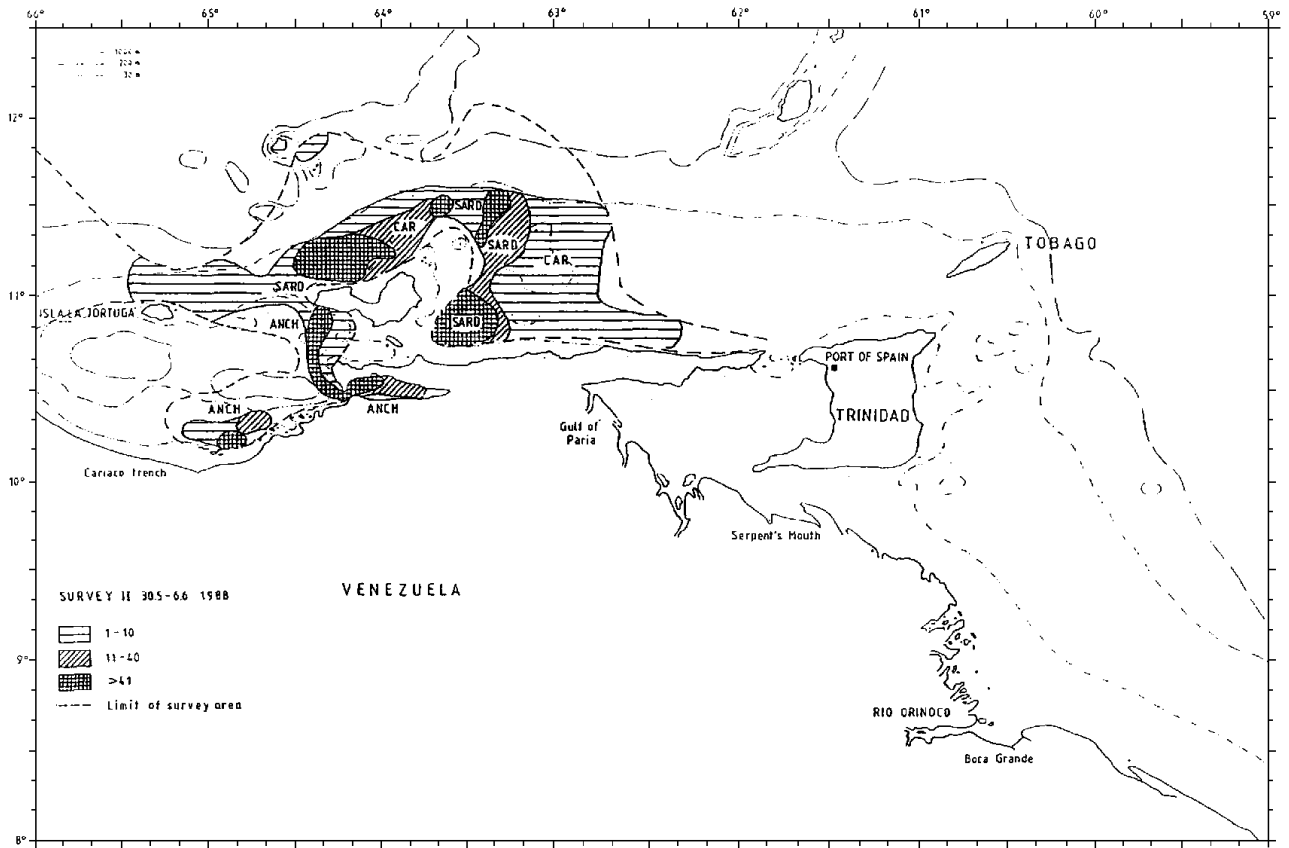 66° 65° 64° 63° 62° 61° 60° 59°
200 m
12°
SARD
CAR
SARD
CAR
TOBAGO
SARD
11°
ISLA LA TORTUGA
ANCH
SARD
PORT OF SPAIN
ANCH
ANCH
TRINIDAD
Gulf of
Paria
Cariaco trench
10°
Serpent's Mouth
VENEZUELA
SURVEY II 30.5-6.6 1988
1-10
11-40
>41
9°
Limit of survey area
RIO ORINOCO
Boca Grande
8°